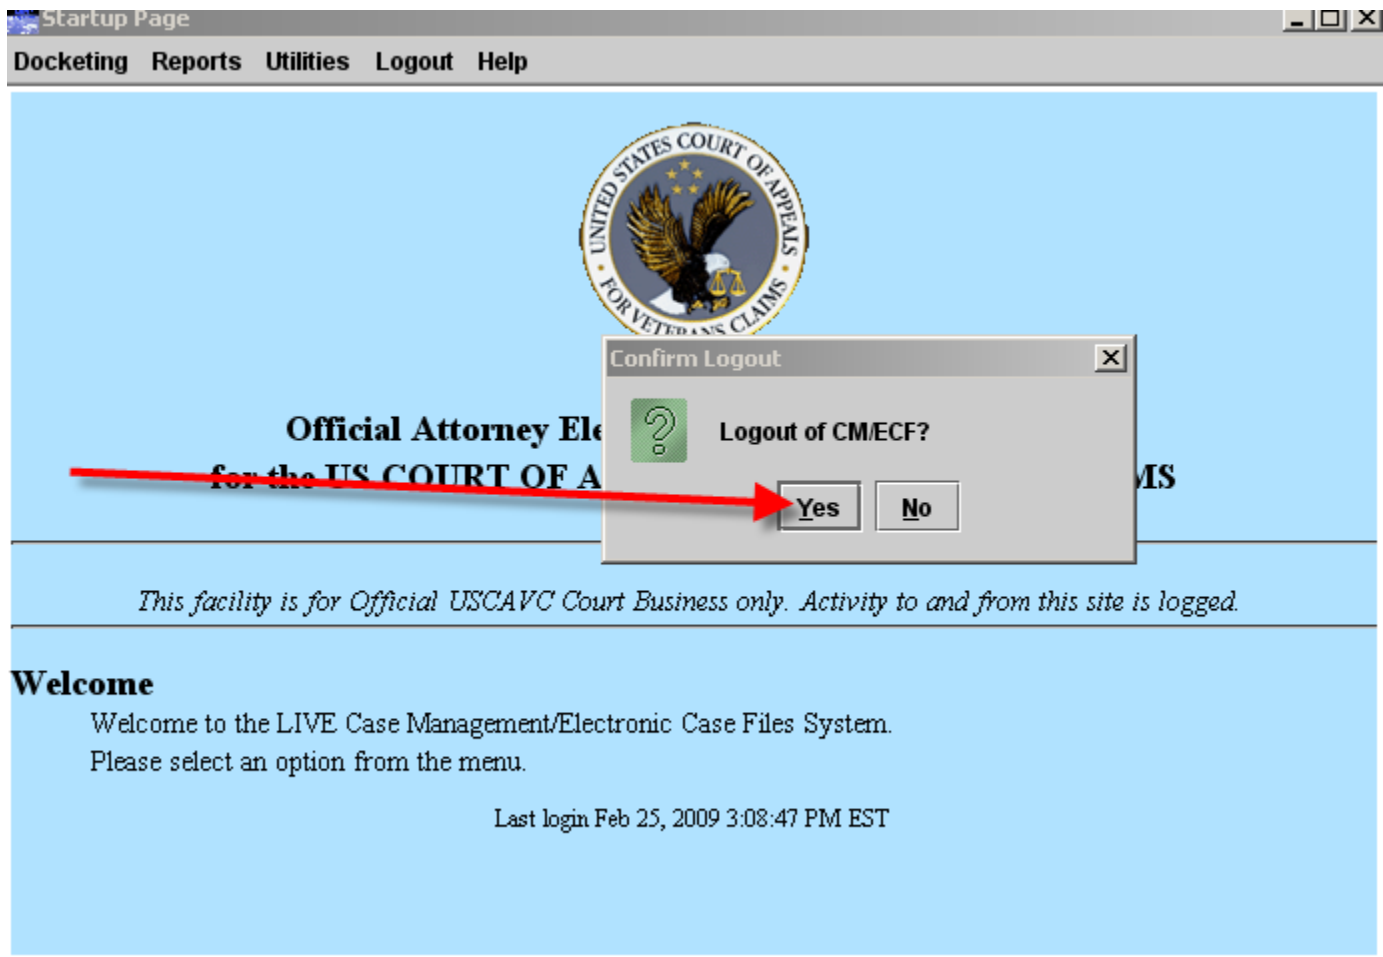 Startup Page
Docketing Reports Utilities Logout Help
UNITED STATES COURT OF APPEALS
FOR VETERANS CLAIMS
Confirm Logout
Logout of CM/ECF?
Official Attorney
for the US COURT OF
Yes No
This facility is for Official USCAVC Court Business only. Activity to and from this site is logged.
Welcome
Welcome to the LIVE Case Management/Electronic Case Files System.
Please select an option from the menu.
Last login Feb 25, 2009 3:08:47 PM EST